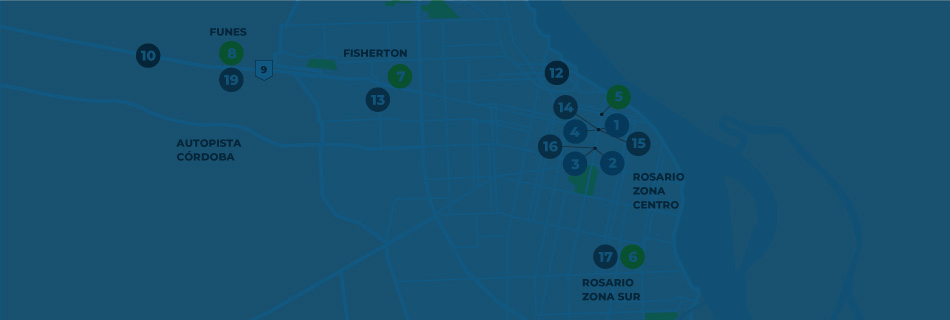 FUNES
8
10
19
9
FISHERTON
7
13
12
5
14
1
4
15
16
3
2
AUTOPISTA
CÓRDOBA
ROSARIO
ZONA
CENTRO
17 6
ROSARIO
ZONA SUR